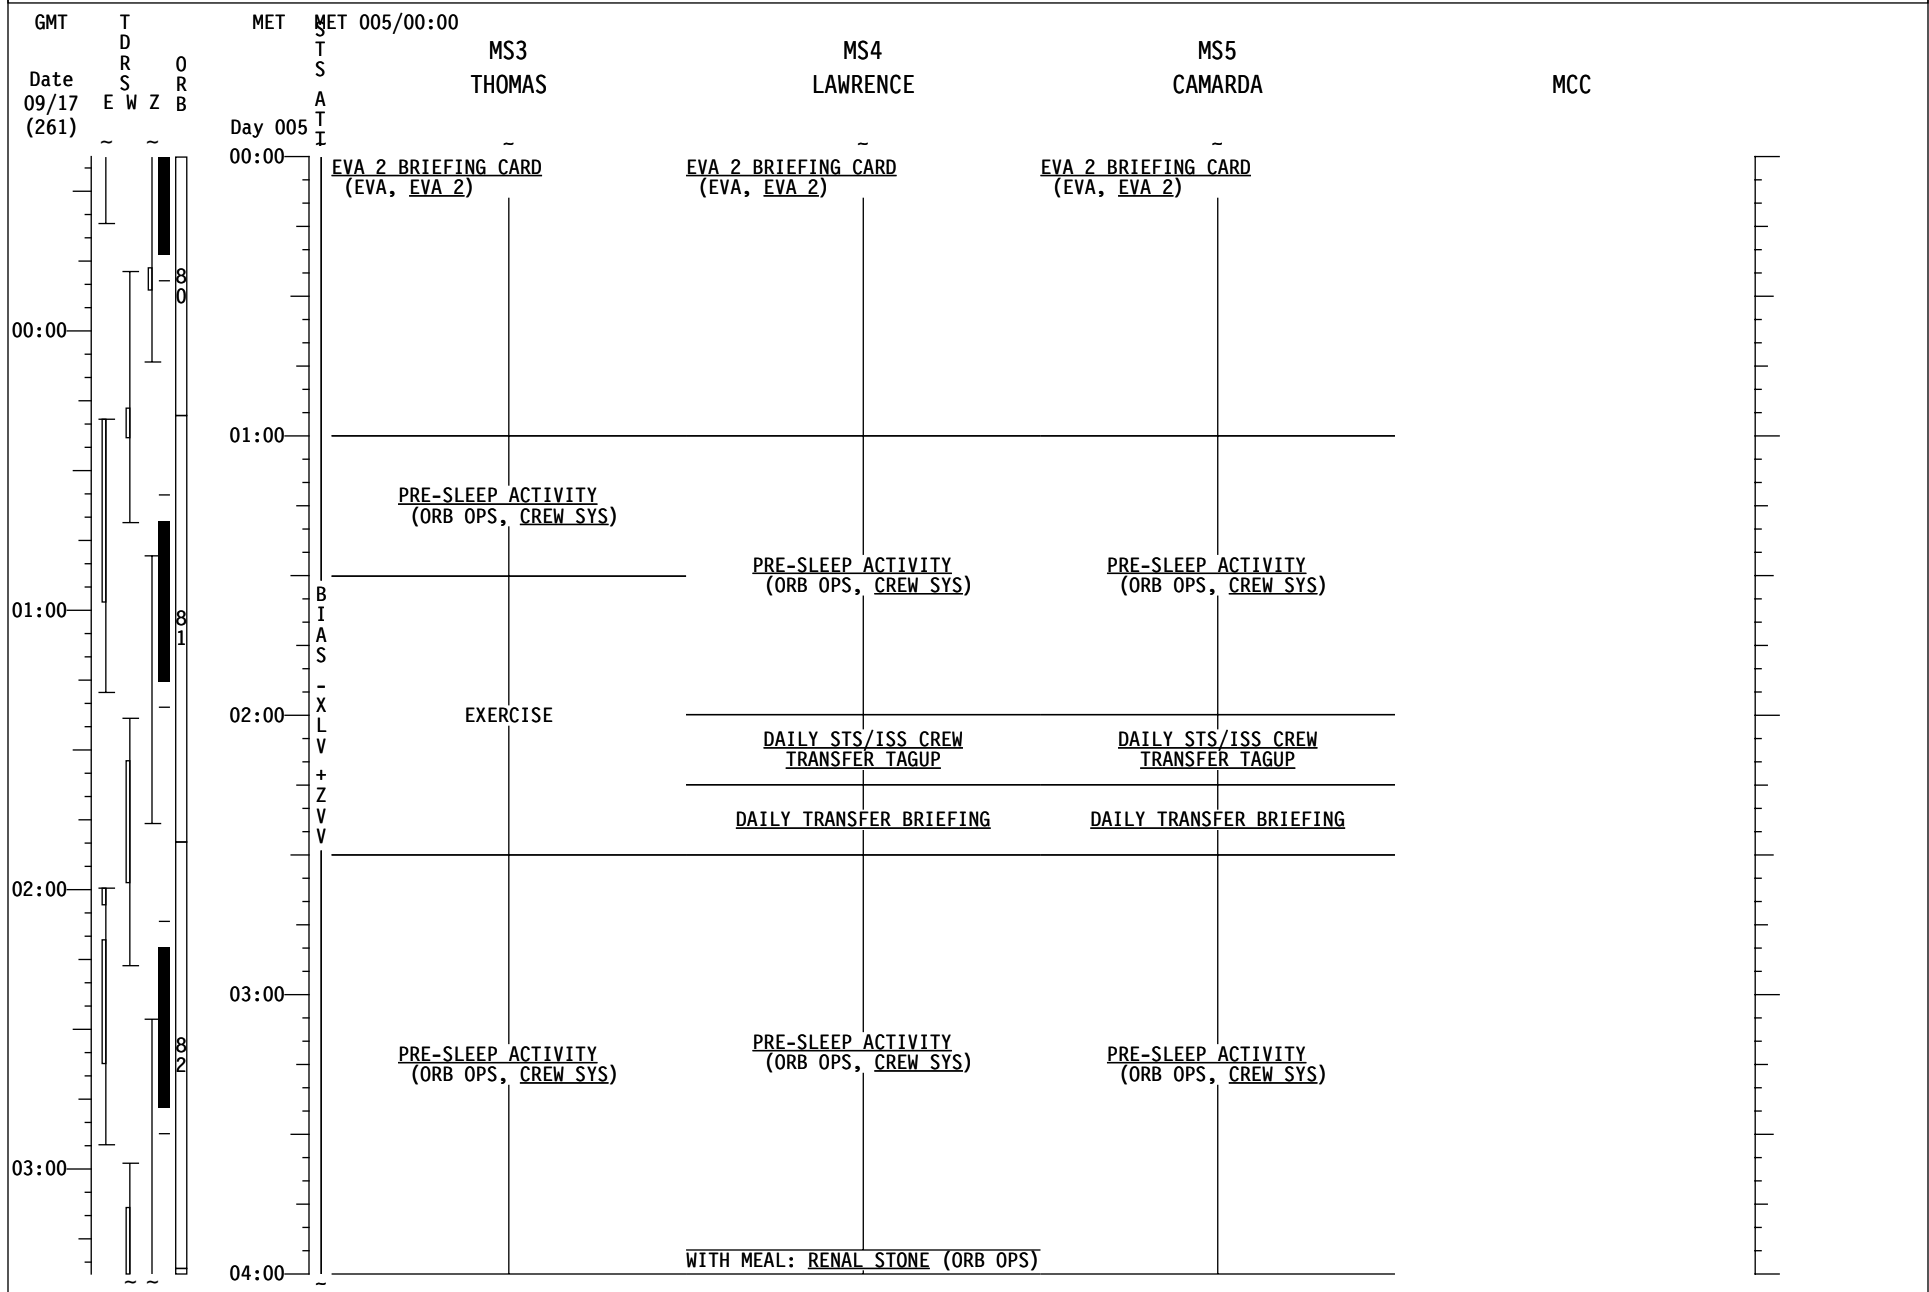 GMT
T
D
R
S
MET
MET 005/00:00
S
T
S
A
T
T
MS3
MS4
MS5
O
R
B
Date
THOMAS
LAWRENCE
CAMARDA
MCC
09/17
E W Z
(261)
Day 005
~ ~ ~ ~ ~ ~
00:00
EVA 2 BRIEFING CARD
(EVA, EVA 2)
EVA 2 BRIEFING CARD
(EVA, EVA 2)
EVA 2 BRIEFING CARD
(EVA, EVA 2)
8
0
00:00
01:00
PRE-SLEEP ACTIVITY
(ORB OPS, CREW SYS)
PRE-SLEEP ACTIVITY
(ORB OPS, CREW SYS)
PRE-SLEEP ACTIVITY
(ORB OPS, CREW SYS)
01:00
8
1
B
I
A
S
-
X
L
V
+
Z
V
V
02:00
EXERCISE
DAILY STS/ISS CREW
TRANSFER TAGUP
DAILY STS/ISS CREW
TRANSFER TAGUP
DAILY TRANSFER BRIEFING
DAILY TRANSFER BRIEFING
02:00
03:00
8
2
PRE-SLEEP ACTIVITY
(ORB OPS, CREW SYS)
PRE-SLEEP ACTIVITY
(ORB OPS, CREW SYS)
PRE-SLEEP ACTIVITY
(ORB OPS, CREW SYS)
03:00
WITH MEAL: RENAL STONE (ORB OPS)
04:00
~ ~ ~